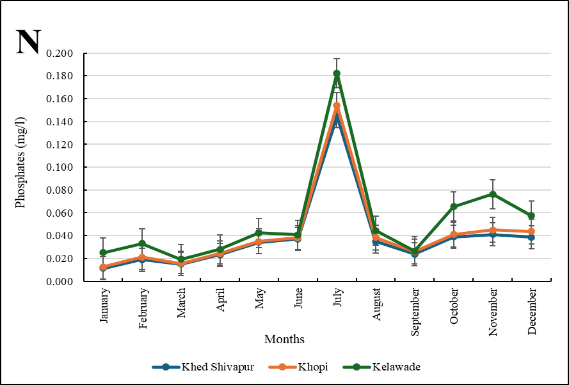 N
0.200
0.180
0.160
0.140
0.120
0.100
0.080
0.060
0.040
0.020
0.000
Phosphates (mg/l)
January
February
March
April
May
June
July
August
September
October
November
December
Months
Khed Shivapur Khopi Kelawade